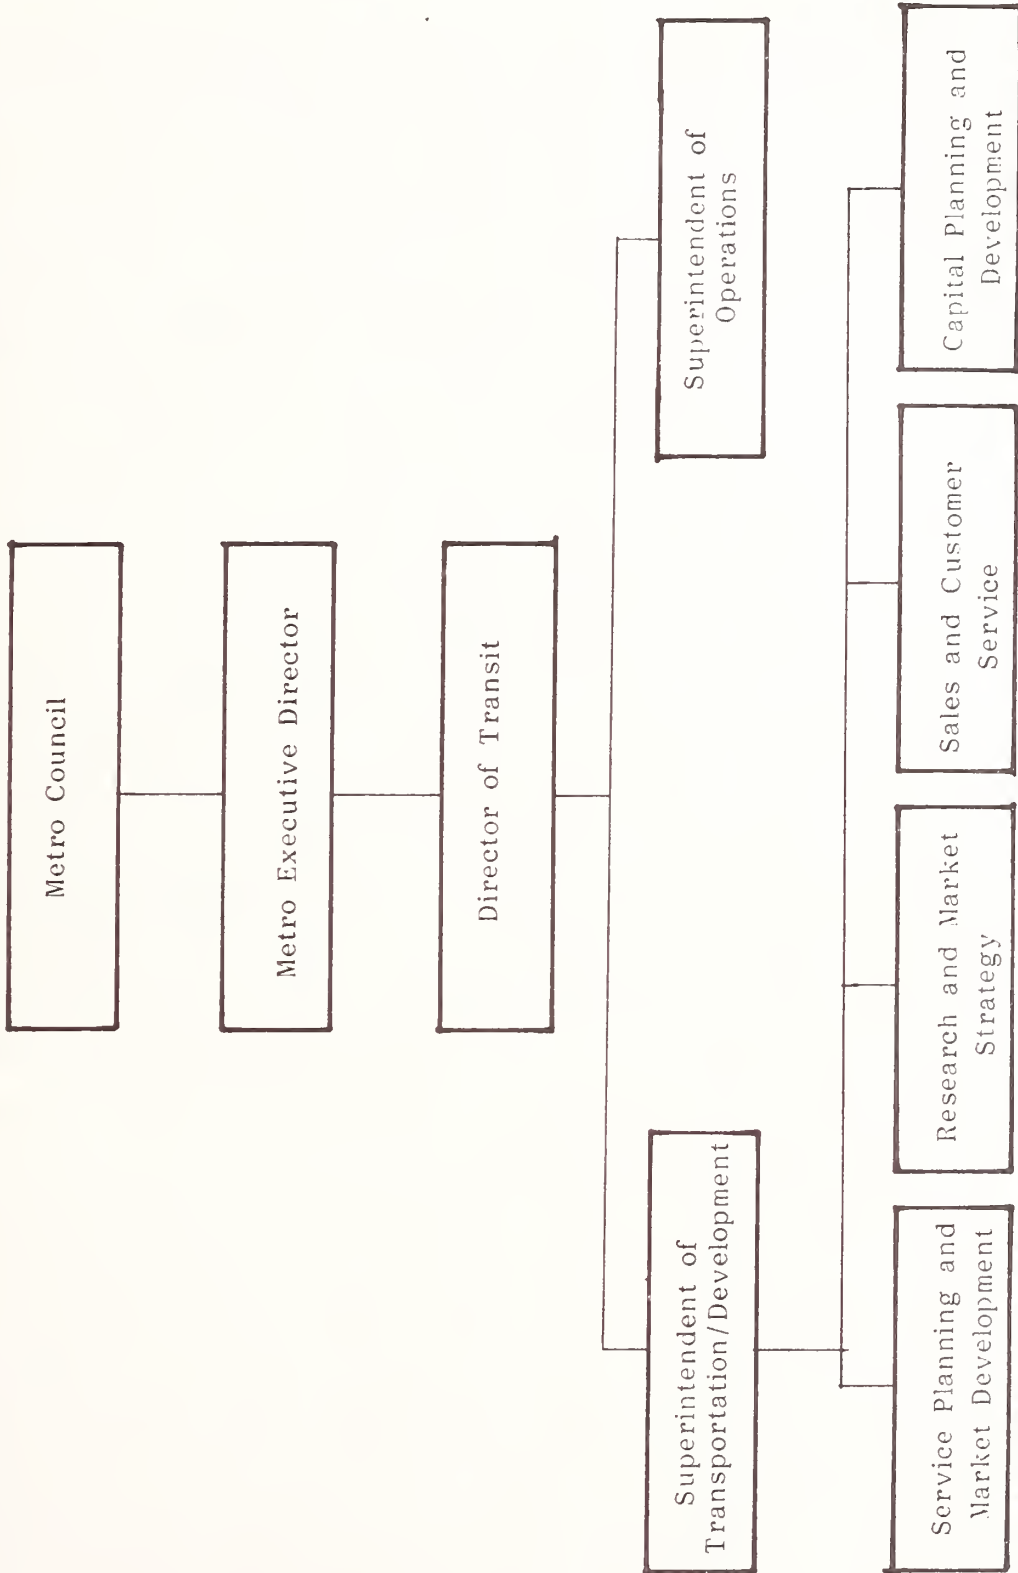 Metro Council
Metro Executive Director
Director of Transit
Superintendent of
Transportation/Development
Superintendent of
Operations
Service Planning and
Market Development
Research and Market
Strategy
Sales and Customer
Service
Capital Planning and
Development